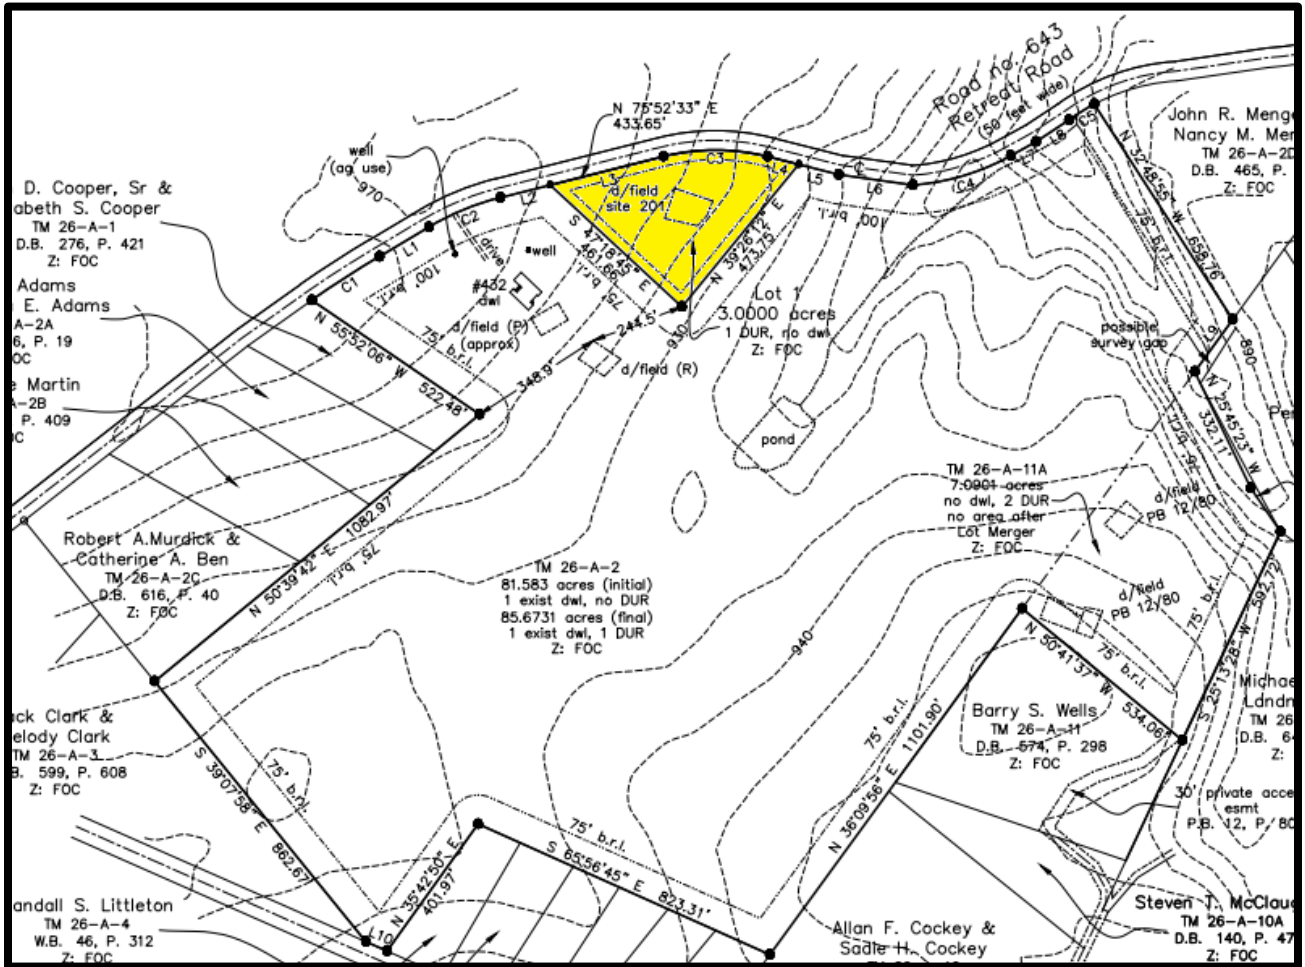 Road no. 643
Retreat Road
(50 feet wide)
N 75°52'33" E
433.65'
well
(ag. use)
970
D. Cooper, Sr &
abeth S. Cooper
TM 26-A-1
D.B. 276, P. 421
Z: FOC
John R. Meng
Nancy M. Mer
TM 26-A-2D
D.B. 465, P.
Z: FOC
C3
L3
L4
L5
C
L6
C4
L7
L8
C5
L2
C2
L1
C1
d/field
site 201
S 47°18'45" E
461.66'
N 39°26'12" E
473.75'
100' b.r.l.
100' b.r.l.
75' b.r.l.
drive
well
#432
dwl
d/field (P)
(approx)
75' b.r.l.
75' b.r.l.
244.5'
348.9'
d/field (R)
930
Lot 1
3.0000 acres
1 DUR, no dwl
Z: FOC
N 32°48'55" W
658.76'
possible
survey gap
L9
890
Adams
E. Adams
A-2A
6, P. 19
OC
e Martin
A-2B
P. 409
C
N 55°52'06" W
522.48'
N 25°45'23" W
332.11'
75' b.r.l.
Per
pond
TM 26-A-11A
7.0901 acres
no dwl, 2 DUR
no area after
Lot Merger
Z: FOC
d/field
PB 12/80
Robert A.Murdick &
Catherine A. Ben
TM 26-A-2C
D.B. 616, P. 40
Z: FOC
N 50°39'42" E
1082.97'
75' b.r.l.
TM 26-A-2
81.583 acres (initial)
1 exist dwl, no DUR
85.6731 acres (final)
1 exist dwl, 1 DUR
Z: FOC
d/field
PB 12/80
75' b.r.l.
S 25°13'28" W
592.72'
940
N 50°41'37" W
534.06'
75' b.r.l.
ack Clark &
elody Clark
TM 26-A-3
B. 599, P. 608
Z: FOC
S 39°07'58" E
862.67'
75' b.r.l.
75' b.r.l.
N 36°09'56" E
1101.90'
Barry S. Wells
TM 26-A-11
D.B. 574, P. 298
Z: FOC
Michae
TM 26
D.B. 64
Z:
30' private acce
esmt
P.B. 12, P. 80
75' b.r.l.
S 65°56'45" E
823.31'
N 35°42'50" E
401.97'
L10
andall S. Littleton
TM 26-A-4
W.B. 46, P. 312
Z: FOC
Allan F. Cockey &
Sadie H. Cockey
Steven T. McClaug
TM 26-A-10A
D.B. 140, P. 47
Z: FOC